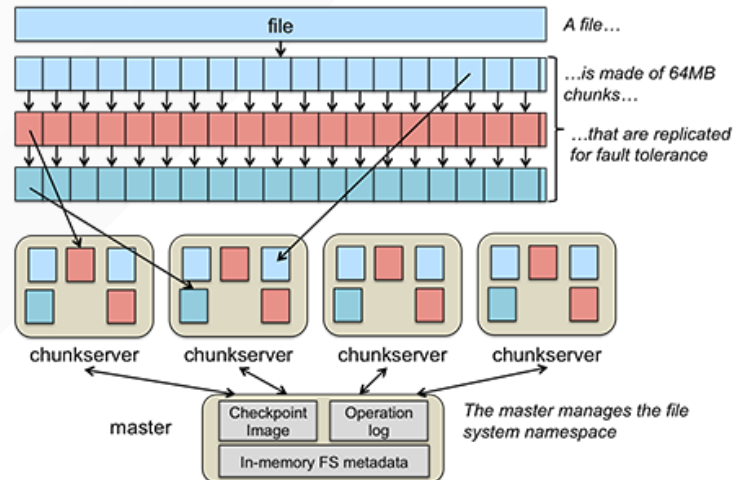 file
A file…
…is made of 64MB
chunks…
…that are replicated
for fault tolerance
chunkserver
chunkserver
chunkserver
chunkserver
master
Checkpoint
Image
Operation
log
In-memory FS metadata
The master manages the file
system namespace